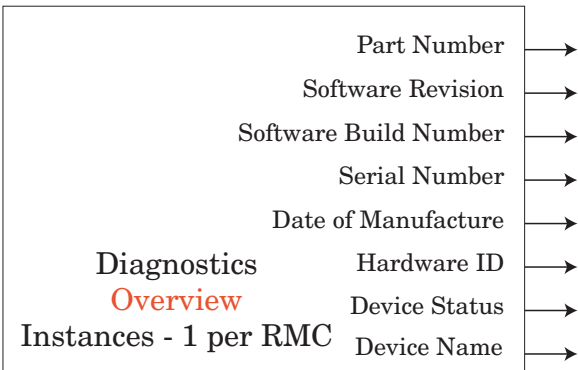 Part Number
Software Revision
Software Build Number
Serial Number
Date of Manufacture
Hardware ID
Device Status
Device Name
Diagnostics
Overview
Instances - 1 per RMC